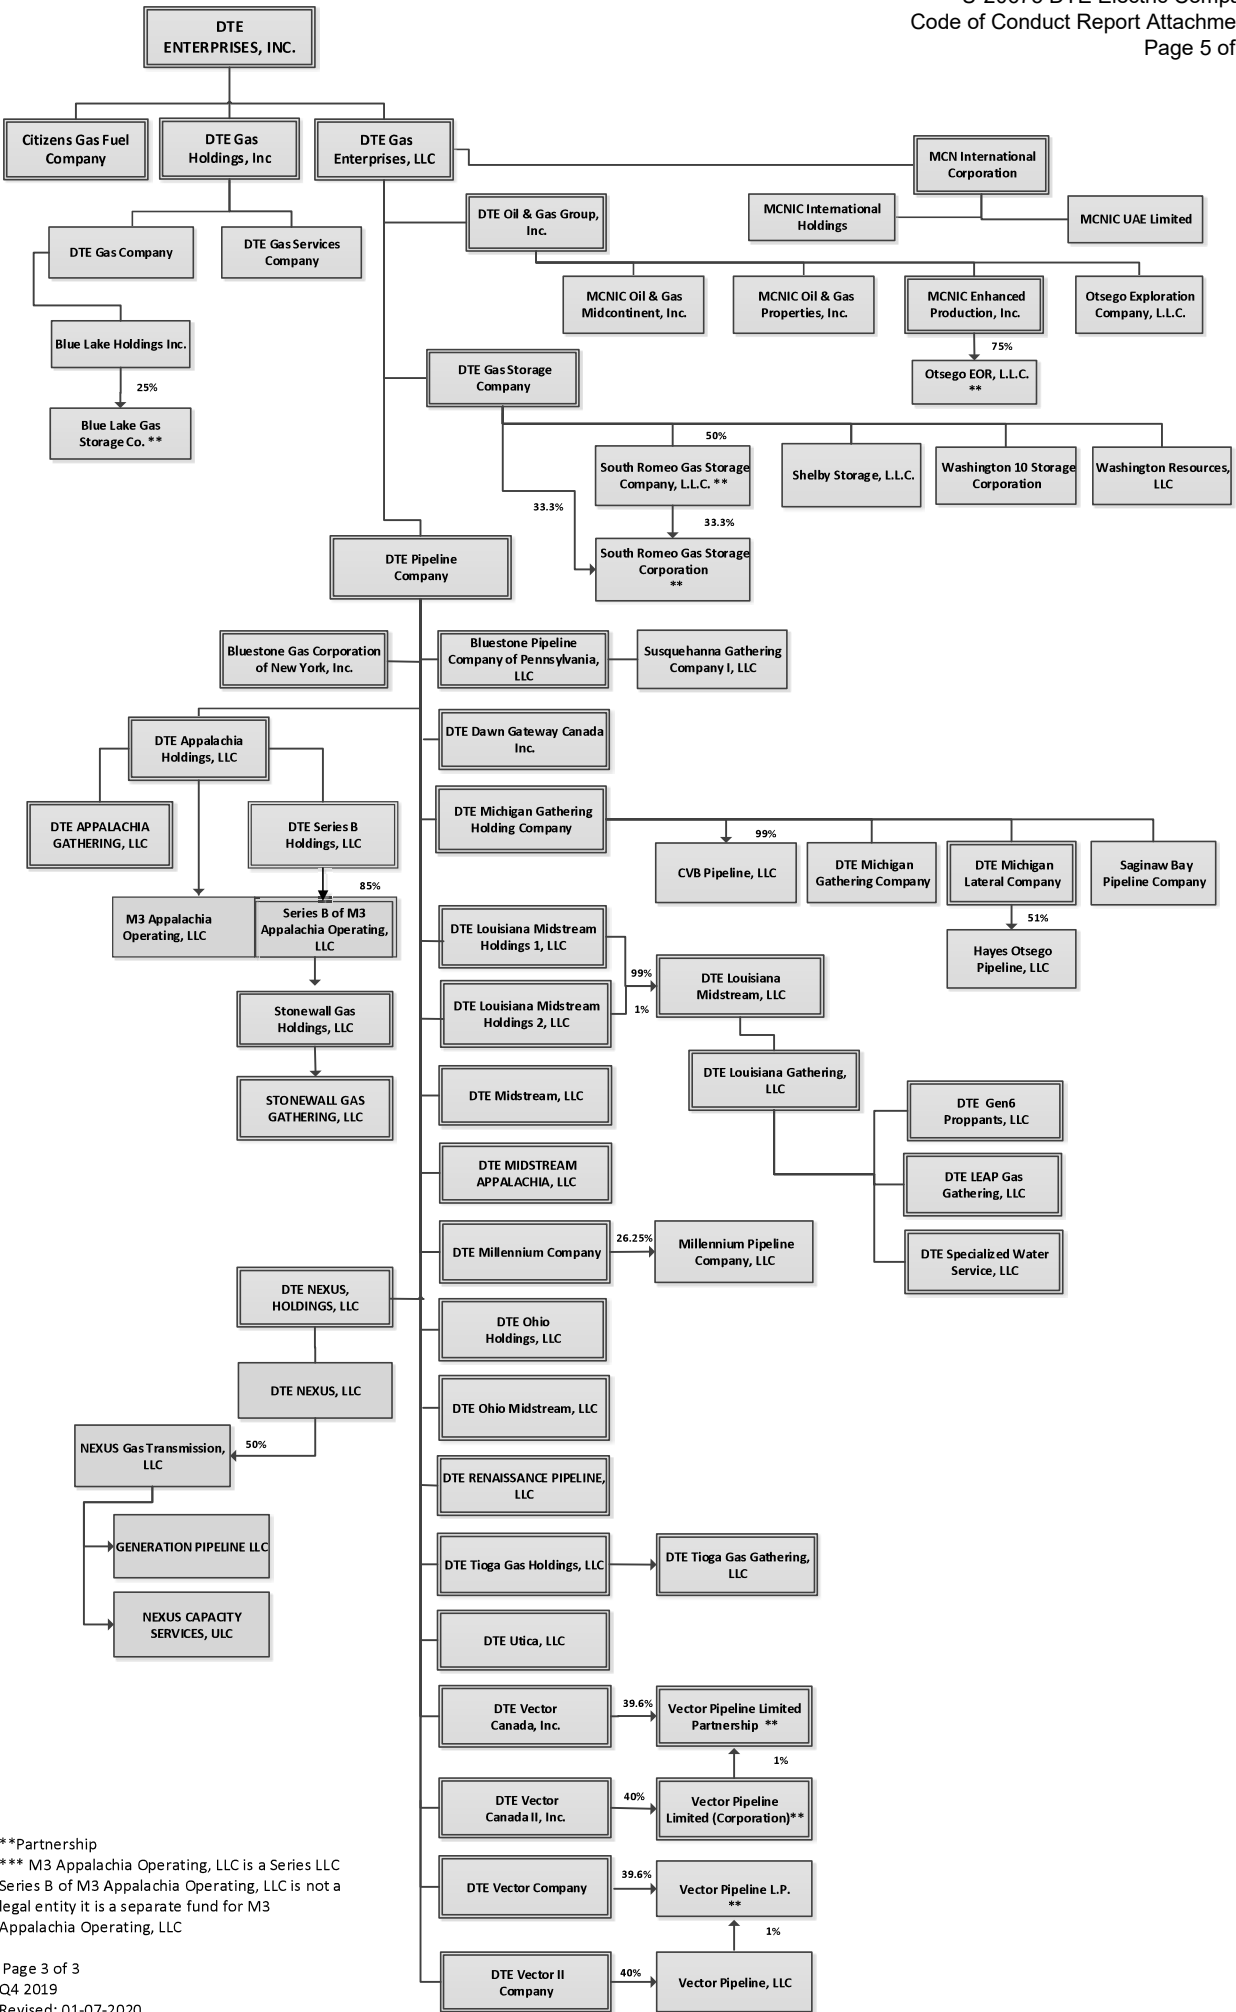 Code of Conduct Report Attachme
Page 5 of
DTE
ENTERPRISES, INC.
Citizens Gas Fuel
Company
DTE Gas
Holdings, Inc
DTE Gas
Enterprises, LLC
MCN International
Corporation
MCNIC International
Holdings
MCNIC UAE Limited
DTE Oil & Gas Group,
Inc.
DTE Gas Company
DTE Gas Services
Company
MCNIC Oil & Gas
Midcontinent, Inc.
MCNIC Oil & Gas
Properties, Inc.
MCNIC Enhanced
Production, Inc.
Otsego Exploration
Company, L.L.C.
75%
Otsego EOR, L.L.C.
**
Blue Lake Holdings Inc.
25%
Blue Lake Gas
Storage Co. **
DTE Gas Storage
Company
50%
South Romeo Gas Storage
Company, L.L.C. **
Shelby Storage, L.L.C.
Washington 10 Storage
Corporation
Washington Resources,
LLC
33.3%
33.3%
South Romeo Gas Storage
Corporation
**
DTE Pipeline
Company
Bluestone Gas Corporation
of New York, Inc.
Bluestone Pipeline
Company of Pennsylvania,
LLC
Susquehanna Gathering
Company I, LLC
DTE Appalachia
Holdings, LLC
DTE Dawn Gateway Canada
Inc.
DTE APPALACHIA
GATHERING, LLC
DTE Series B
Holdings, LLC
DTE Michigan Gathering
Holding Company
99%
CVB Pipeline, LLC
DTE Michigan
Gathering Company
DTE Michigan
Lateral Company
Saginaw Bay
Pipeline Company
51%
Hayes Otsego
Pipeline, LLC
85%
M3 Appalachia
Operating, LLC
Series B of M3
Appalachia Operating,
LLC
DTE Louisiana Midstream
Holdings 1, LLC
99%
DTE Louisiana
Midstream, LLC
Stonewall Gas
Holdings, LLC
DTE Louisiana Midstream
Holdings 2, LLC
1%
DTE Louisiana Gathering,
LLC
STONEWALL GAS
GATHERING, LLC
DTE Midstream, LLC
DTE Gen6
Proppants, LLC
DTE MIDSTREAM
APPALACHIA, LLC
DTE LEAP Gas
Gathering, LLC
DTE Millennium Company
26.25%
Millennium Pipeline
Company, LLC
DTE Specialized Water
Service, LLC
DTE NEXUS,
HOLDINGS, LLC
DTE Ohio
Holdings, LLC
DTE NEXUS, LLC
DTE Ohio Midstream, LLC
NEXUS Gas Transmission,
LLC
50%
DTE RENAISSANCE PIPELINE,
LLC
GENERATION PIPELINE LLC
DTE Tioga Gas Holdings, LLC
DTE Tioga Gas Gathering,
LLC
NEXUS CAPACITY
SERVICES, ULC
DTE Utica, LLC
DTE Vector
Canada, Inc.
39.6%
Vector Pipeline Limited
Partnership **
1%
DTE Vector
Canada II, Inc.
40%
Vector Pipeline
Limited (Corporation)**
DTE Vector Company
39.6%
Vector Pipeline L.P.
**
1%
DTE Vector II
Company
40%
Vector Pipeline, LLC
**Partnership
*** M3 Appalachia Operating, LLC is a Series LLC
Series B of M3 Appalachia Operating, LLC is not a
legal entity it is a separate fund for M3
Appalachia Operating, LLC
Page 3 of 3
Q4 2019
Revised: 01-07-2020